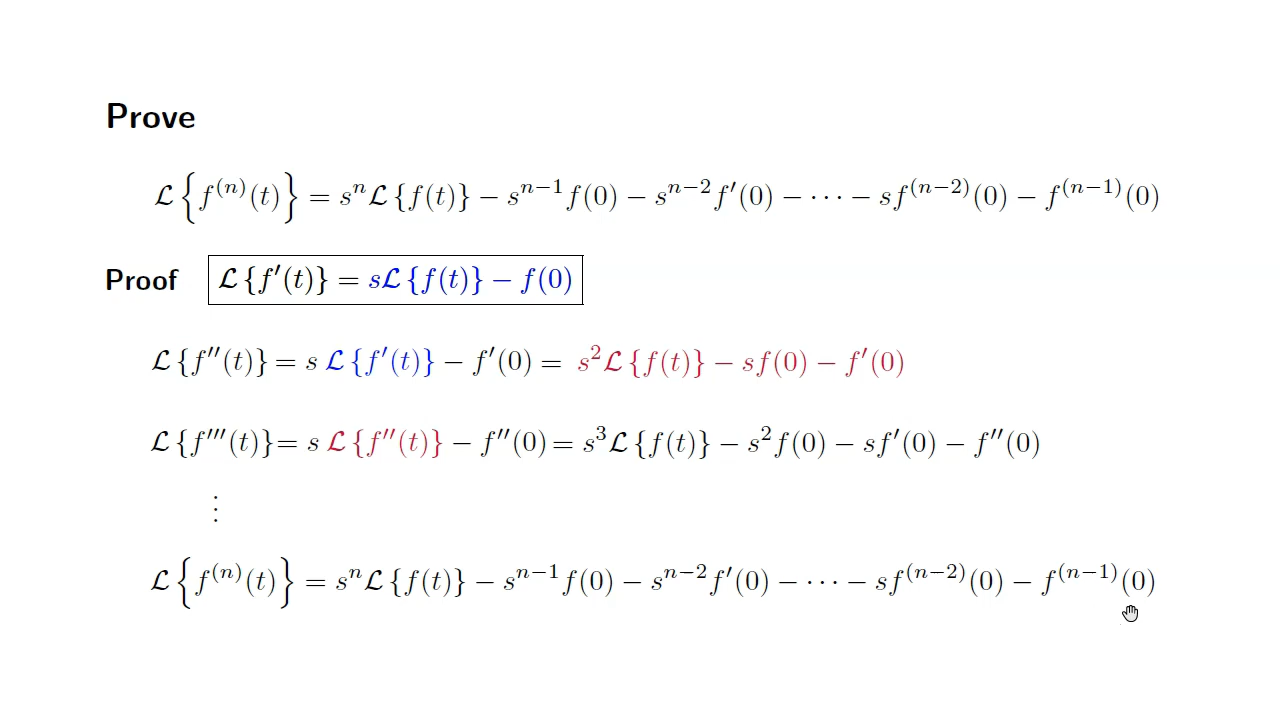 Prove
ℒ{f⁽ⁿ⁾(t)} = sⁿℒ{f(t)} − sⁿ⁻¹f(0) − sⁿ⁻²f′(0) − ··· − sf⁽ⁿ⁻²⁾(0) − f⁽ⁿ⁻¹⁾(0)
Proof ℒ{f′(t)} = sℒ{f(t)} − f(0)
ℒ{f″(t)} = s ℒ{f′(t)} − f′(0) = s²ℒ{f(t)} − sf(0) − f′(0)
ℒ{f‴(t)} = s ℒ{f″(t)} − f″(0) = s³ℒ{f(t)} − s²f(0) − sf′(0) − f″(0)
⋮
ℒ{f⁽ⁿ⁾(t)} = sⁿℒ{f(t)} − sⁿ⁻¹f(0) − sⁿ⁻²f′(0) − ··· − sf⁽ⁿ⁻²⁾(0) − f⁽ⁿ⁻¹⁾(0)